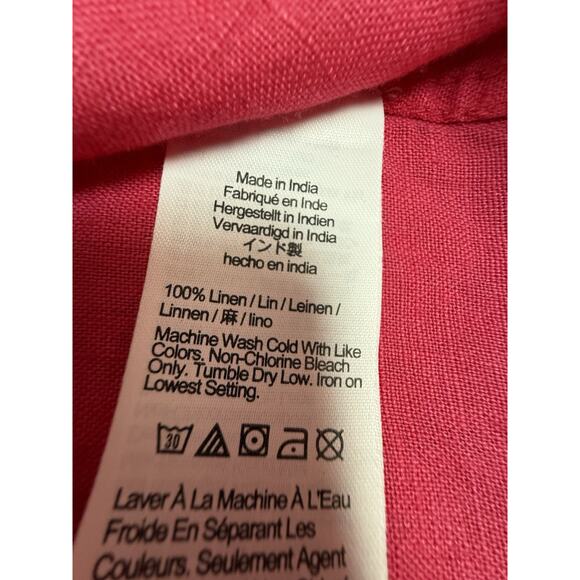 Made in India
Fabriqué en Inde
Hergestellt in Indien
Vervaardigd in India
インド製
hecho en india
100% Linen / Lin / Leinen /
Linnen / 麻 / lino
Machine Wash Cold With Like
Colors. Non-Chlorine Bleach
Only. Tumble Dry Low. Iron on
Lowest Setting.
30
Laver À La Machine À L'Eau
Froide En Séparant Les
Couleurs. Seulement Agent